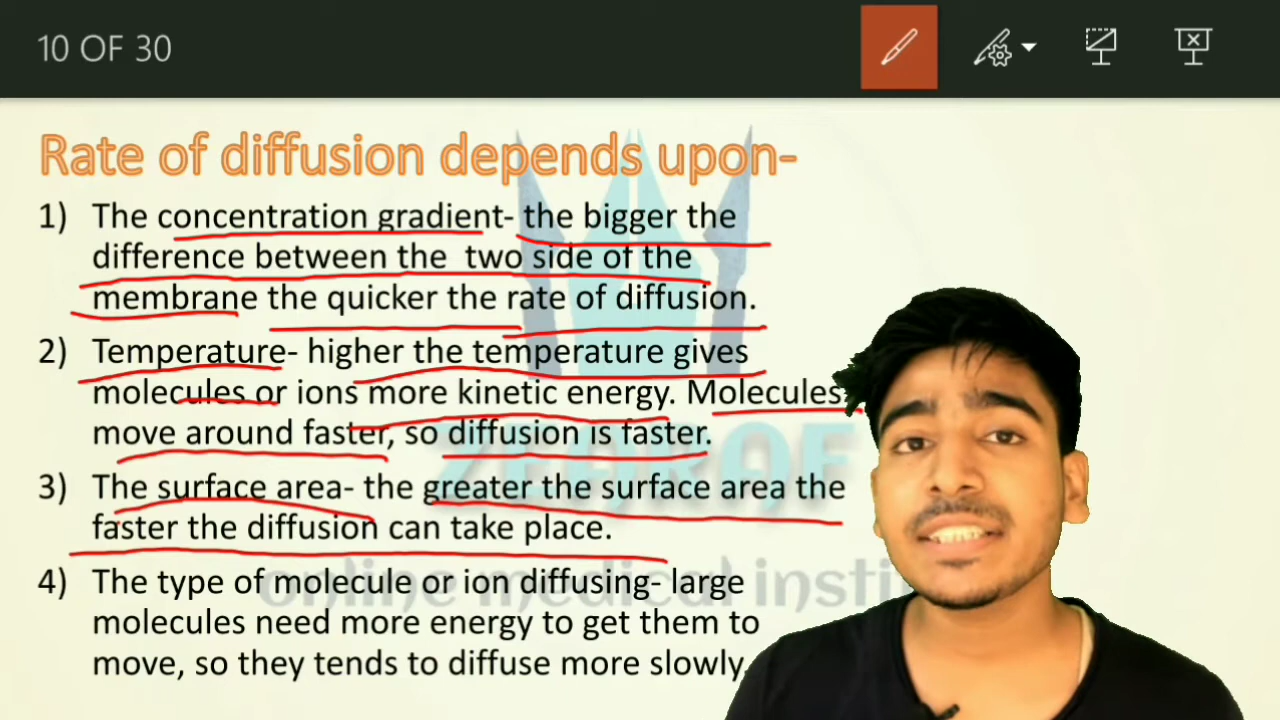 10 OF 30
Rate of diffusion depends upon-
1) The concentration gradient- the bigger the
difference between the two side of the
membrane the quicker the rate of diffusion.
2) Temperature- higher the temperature gives
molecules or ions more kinetic energy. Molecules
move around faster, so diffusion is faster.
3) The surface area- the greater the surface area the
faster the diffusion can take place.
4) The type of molecule or ion diffusing- large
molecules need more energy to get them to
move, so they tends to diffuse more slowly
online medical